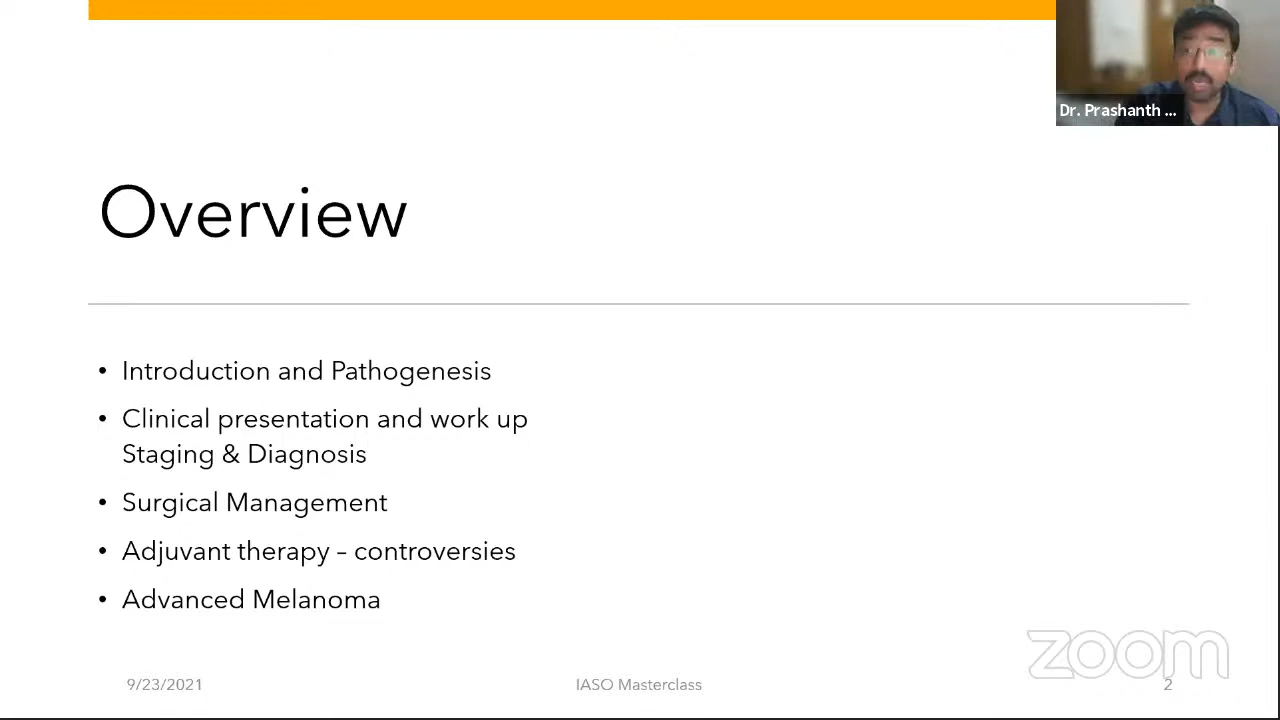 Dr. Prashanth ...
Overview
• Introduction and Pathogenesis
• Clinical presentation and work up
Staging & Diagnosis
• Surgical Management
• Adjuvant therapy – controversies
• Advanced Melanoma
zoom
9/23/2021
IASO Masterclass
2